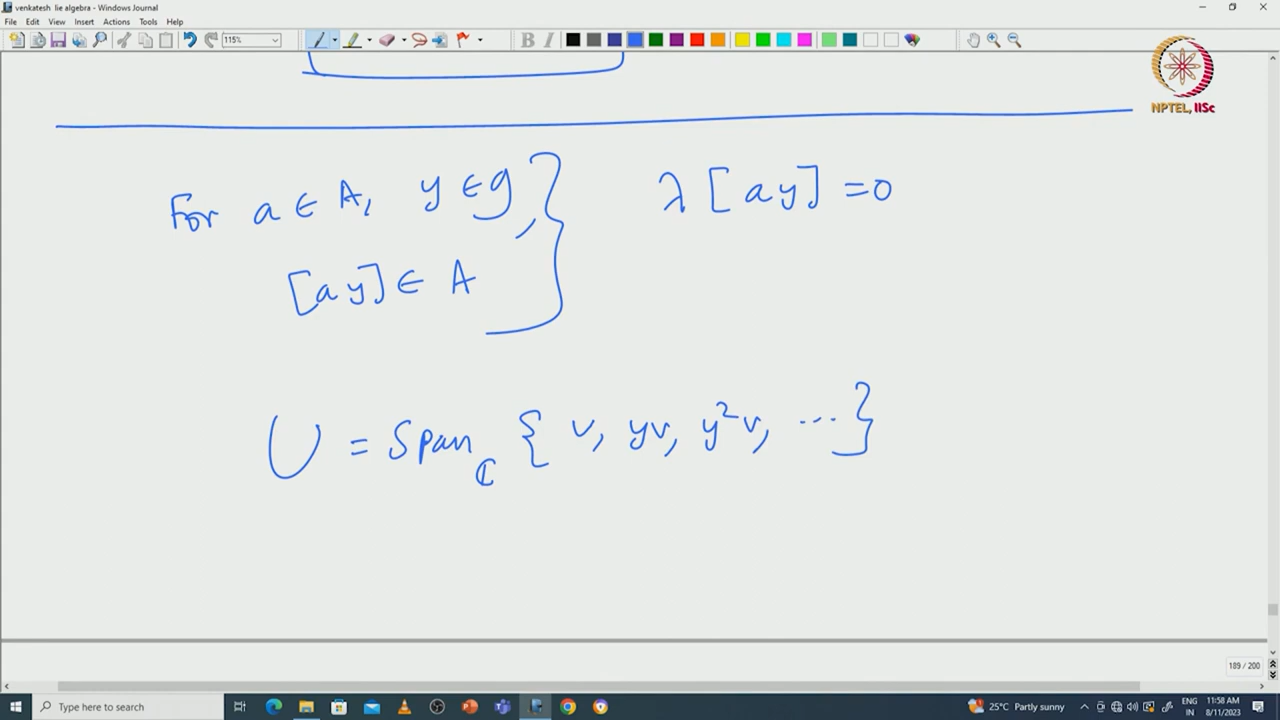 venkatesh lie algebra - Windows Journal
File Edit View Insert Actions Tools Help
115%
B I
NPTEL, IISc
For a ∈ A, y ∈ g, } λ [a y] = 0
[a y] ∈ A
U = Span_ℂ { v, yv, y²v, ... }
189 / 200
Type here to search
25°C Partly sunny
ENG
IN
11:58 AM
8/11/2023